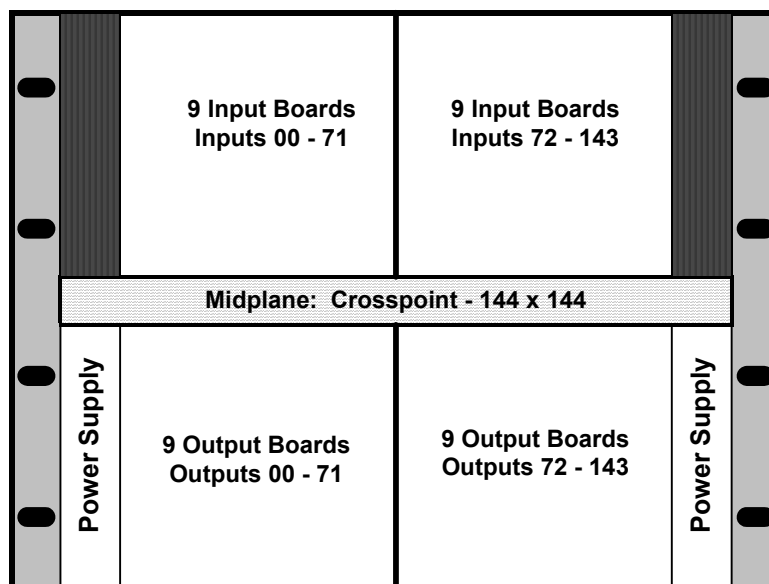 9 Input Boards
Inputs 00 - 71
9 Input Boards
Inputs 72 - 143
Midplane:  Crosspoint - 144 x 144
Power Supply
9 Output Boards
Outputs 00 - 71
9 Output Boards
Outputs 72 - 143
Power Supply